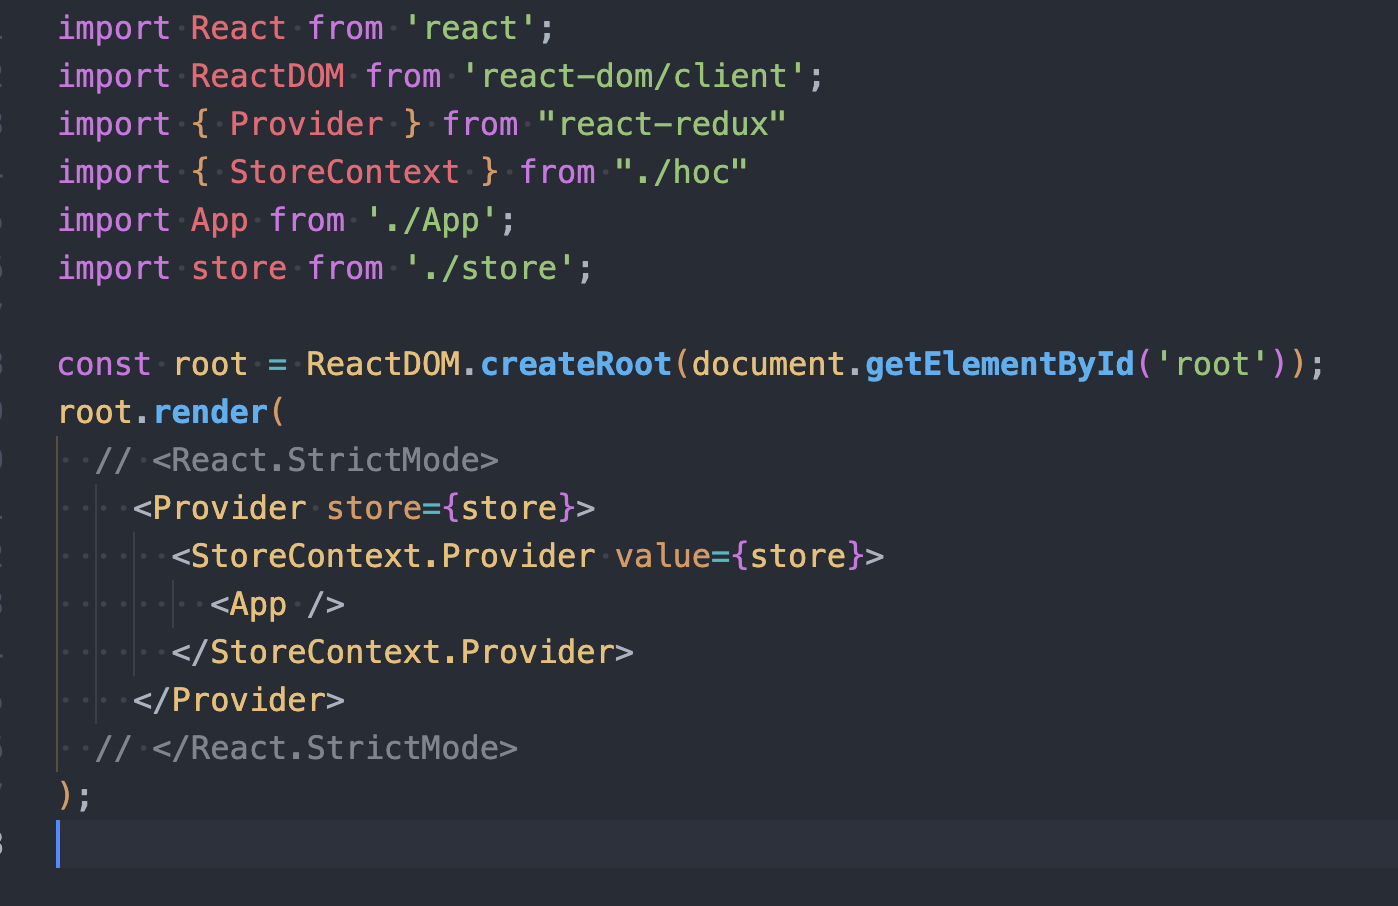 import React from 'react';
import ReactDOM from 'react-dom/client';
import { Provider } from "react-redux"
import { StoreContext } from "./hoc"
import App from './App';
import store from './store';

const root = ReactDOM.createRoot(document.getElementById('root'));
root.render(
  // <React.StrictMode>
    <Provider store={store}>
      <StoreContext.Provider value={store}>
        <App />
      </StoreContext.Provider>
    </Provider>
  // </React.StrictMode>
);